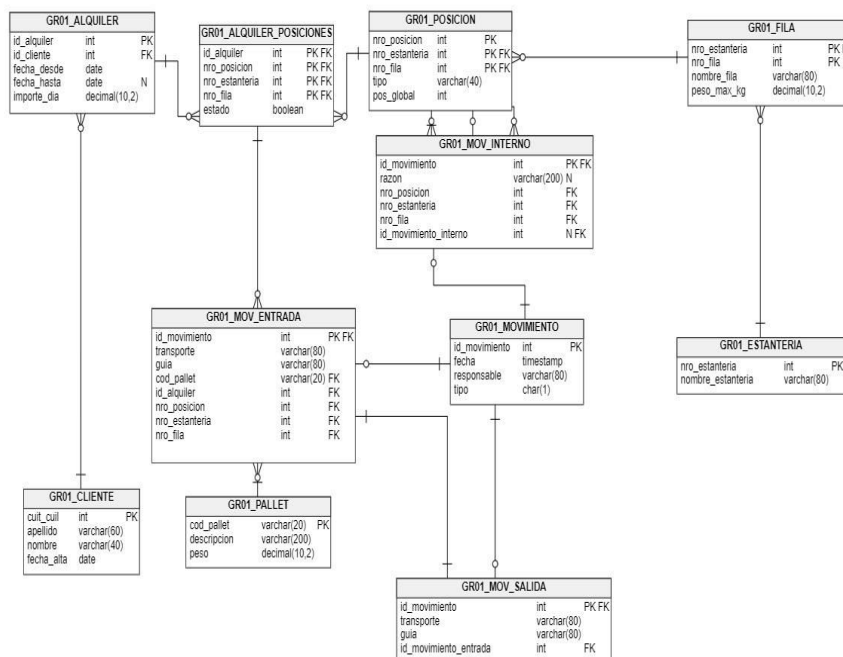 GR01_ALQUILER
id_alquiler int PK
id_cliente int FK
fecha_desde date
fecha_hasta date N
importe_dia decimal(10,2)
GR01_ALQUILER_POSICIONES
id_alquiler int PK FK
nro_posicion int PK FK
nro_estanteria int PK FK
nro_fila int PK FK
estado boolean
GR01_POSICION
nro_posicion int PK
nro_estanteria int PK FK
nro_fila int PK FK
tipo varchar(40)
pos_global int
GR01_FILA
nro_estanteria int PK F
nro_fila int PK
nombre_fila varchar(80)
peso_max_kg decimal(10,2)
GR01_MOV_INTERNO
id_movimiento int PK FK
razon varchar(200) N
nro_posicion int FK
nro_estanteria int FK
nro_fila int FK
id_movimiento_interno int N FK
GR01_MOV_ENTRADA
id_movimiento int PK FK
transporte varchar(80)
guia varchar(80)
cod_pallet varchar(20) FK
id_alquiler int FK
nro_posicion int FK
nro_estanteria int FK
nro_fila int FK
GR01_MOVIMIENTO
id_movimiento int PK
fecha timestamp
responsable varchar(80)
tipo char(1)
GR01_ESTANTERIA
nro_estanteria int PK
nombre_estanteria varchar(80)
GR01_CLIENTE
cuit_cuil int PK
apellido varchar(60)
nombre varchar(40)
fecha_alta date
GR01_PALLET
cod_pallet varchar(20) PK
descripcion varchar(200)
peso decimal(10,2)
GR01_MOV_SALIDA
id_movimiento int PK FK
transporte varchar(80)
guia varchar(80)
id_movimiento_entrada int FK